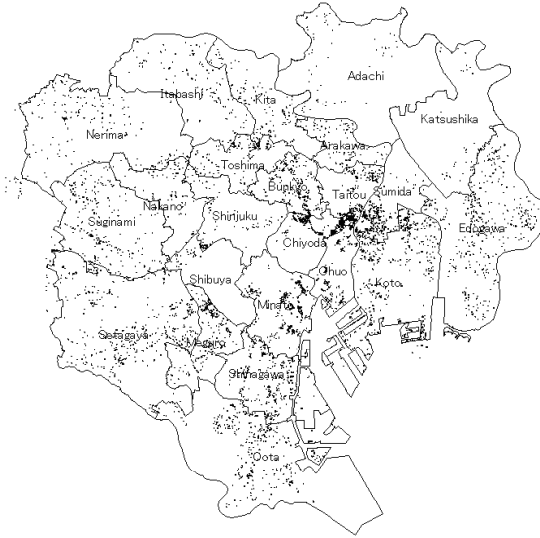 Adachi
Itabashi
Kita
Katsushika
Nerima
Arakawa
Toshima
Bunkyo
Taitou
Sumida
Nakano
Suginami
Shinjuku
Edogawa
Chiyoda
Chuo
Shibuya
Koto
Minato
Setagaya
Meguro
Shinagawa
Oota